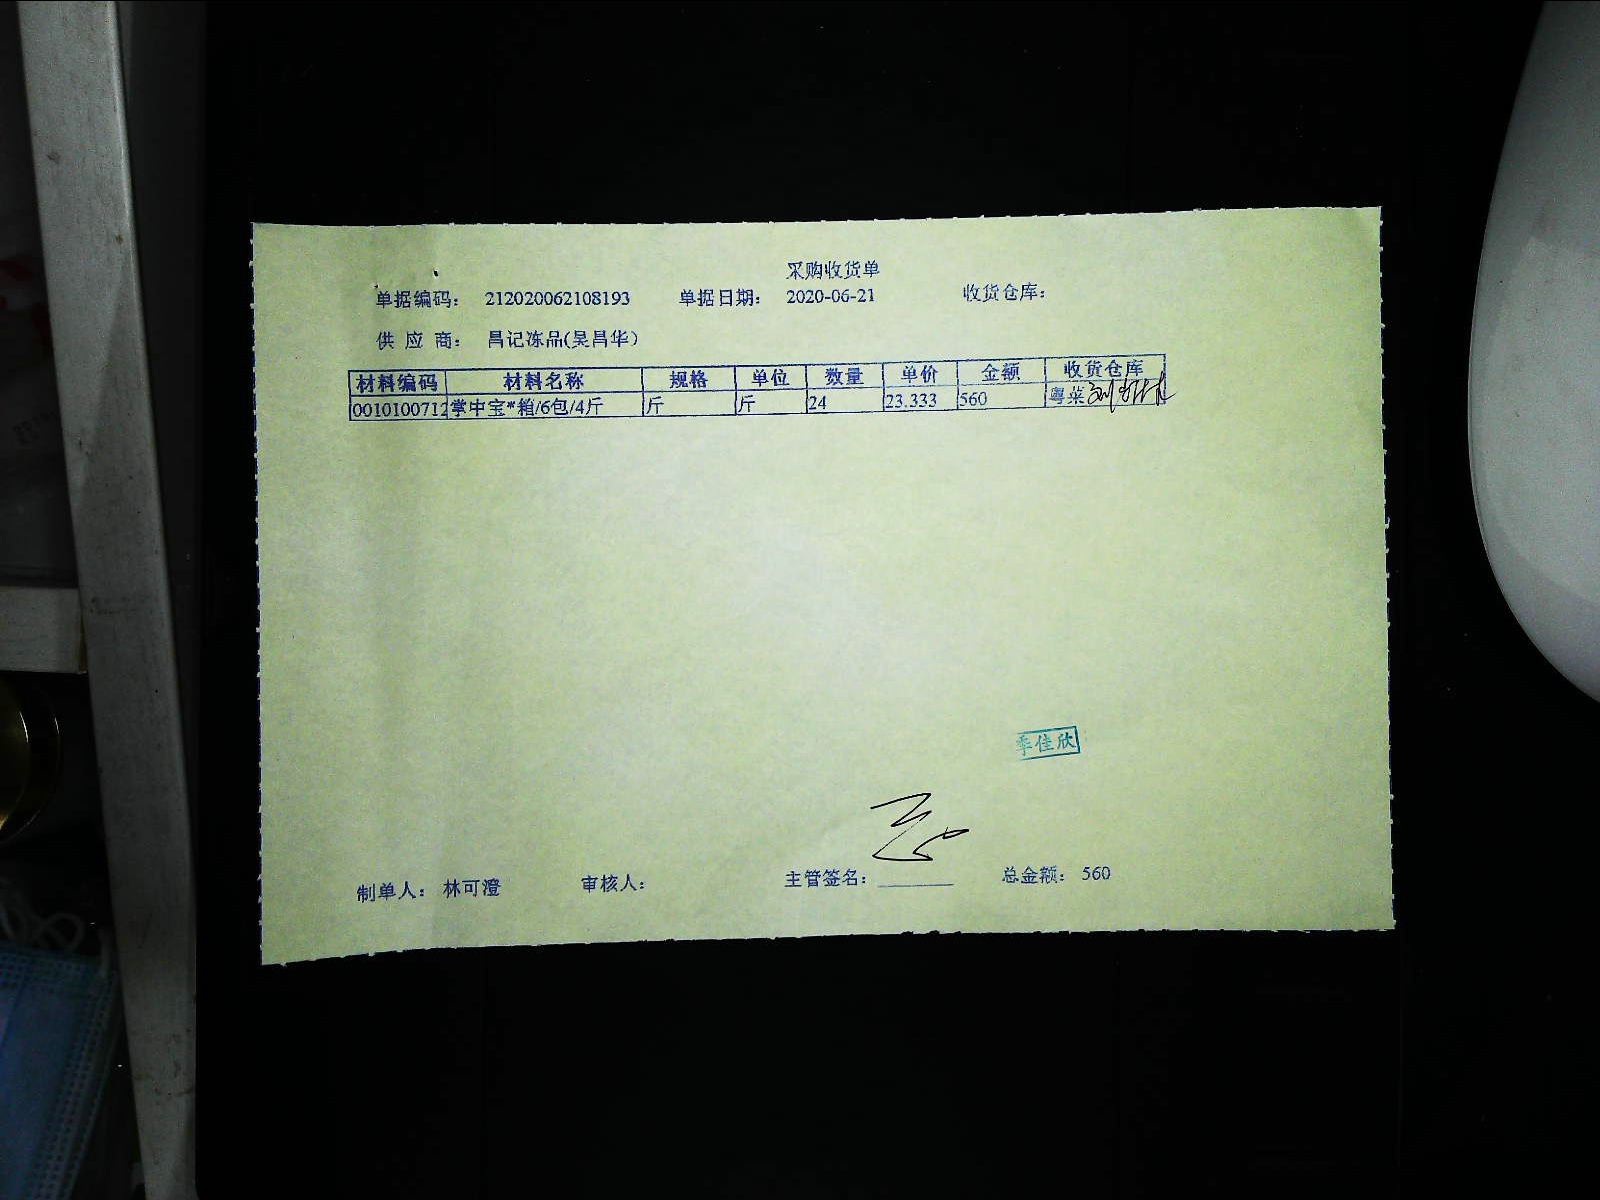 采购收货单
单据编码： 212020062108193 单据日期： 2020-06-21 收货仓库：
供 应 商： 昌记冻品(吴昌华)
材料编码 材料名称 规格 单位 数量 单价 金额 收货仓库
0010100712 掌中宝*箱/6包/4斤 斤 斤 24 23.333 560 粤菜
季佳欣
制单人： 林可澄 审核人： 主管签名： 总金额： 560